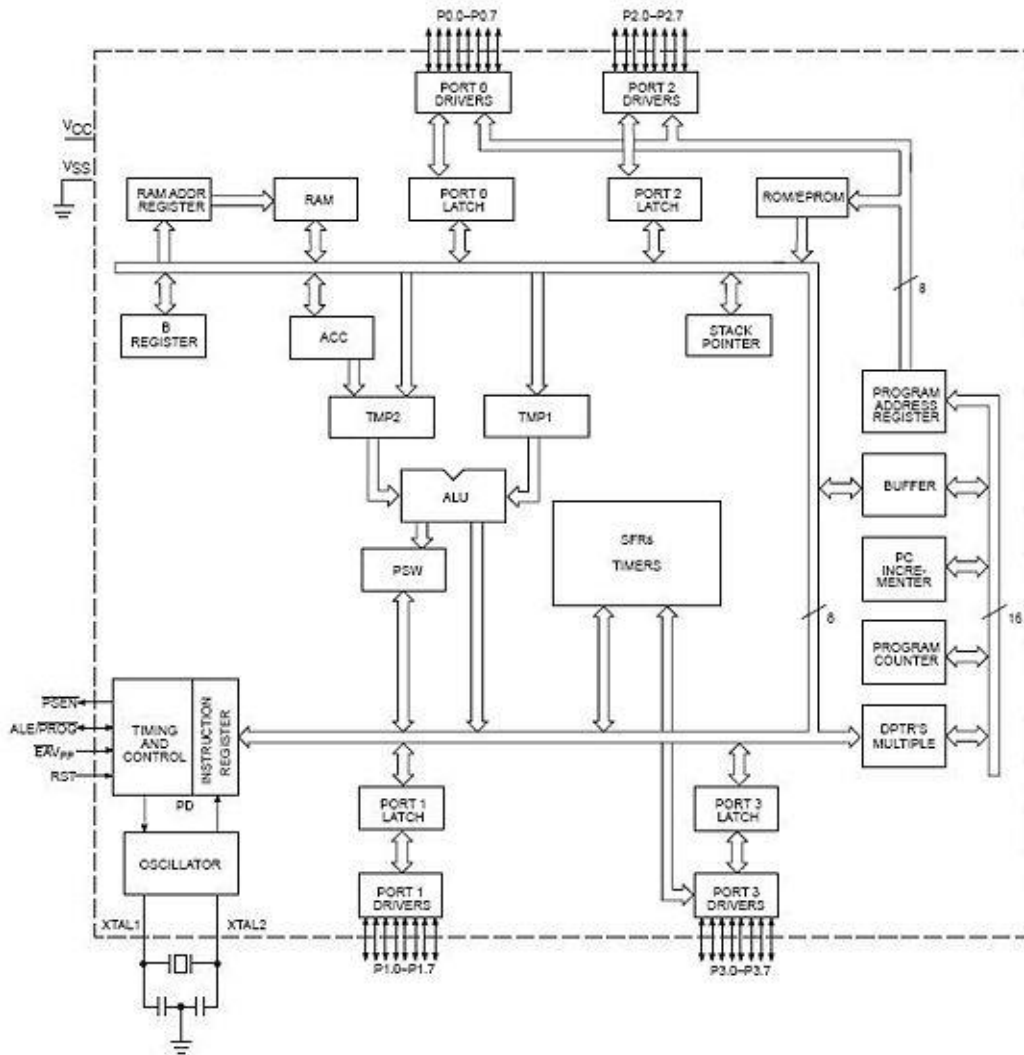 P0.0–P0.7
P2.0–P2.7
PORT 0
DRIVERS
PORT 2
DRIVERS
VCC
VSS
RAM ADDR
REGISTER
RAM
PORT 0
LATCH
PORT 2
LATCH
ROM/EPROM
8
B
REGISTER
ACC
STACK
POINTER
TMP2
TMP1
PROGRAM
ADDRESS
REGISTER
ALU
BUFFER
SFRs
TIMERS
PSW
PC
INCRE-
MENTER
8
16
PROGRAM
COUNTER
PSEN
ALE/PROG
EAVPP
RST
TIMING
AND
CONTROL
INSTRUCTION
REGISTER
DPTR'S
MULTIPLE
PD
PORT 1
LATCH
PORT 3
LATCH
OSCILLATOR
PORT 1
DRIVERS
PORT 3
DRIVERS
XTAL1
XTAL2
P1.0–P1.7
P3.0–P3.7